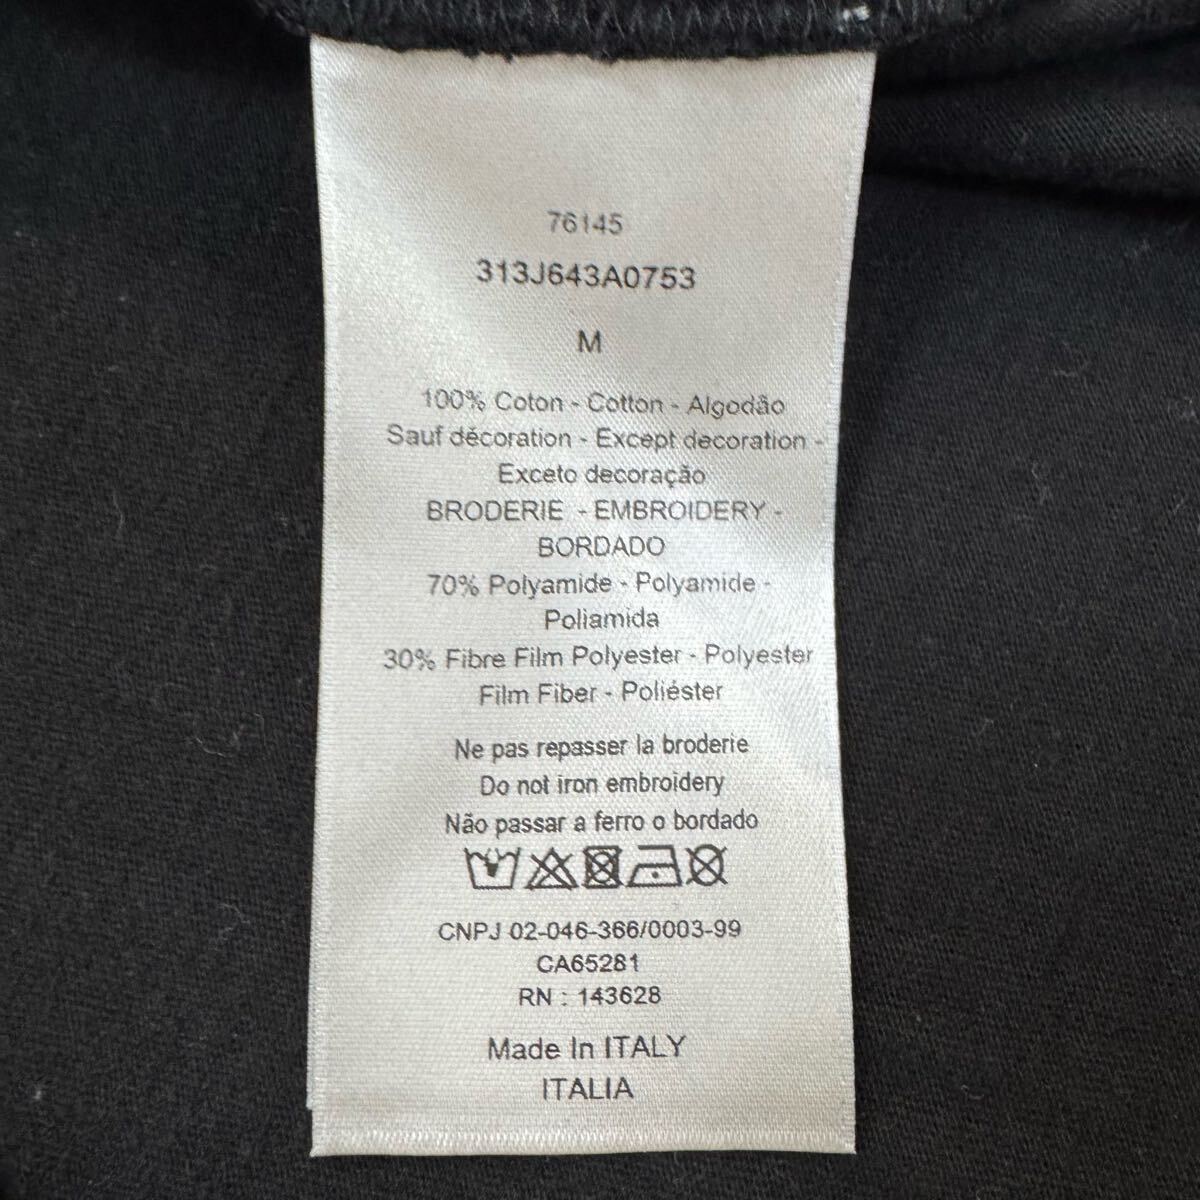 76145
313J643A0753
M
100% Coton - Cotton - Algodão
Sauf décoration - Except decoration -
Exceto decoração
BRODERIE - EMBROIDERY -
BORDADO
70% Polyamide - Polyamide -
Poliamida
30% Fibre Film Polyester - Polyester
Film Fiber - Poliéster
Ne pas repasser la broderie
Do not iron embroidery
Não passar a ferro o bordado
CNPJ 02-046-366/0003-99
CA65281
RN : 143628
Made In ITALY
ITALIA